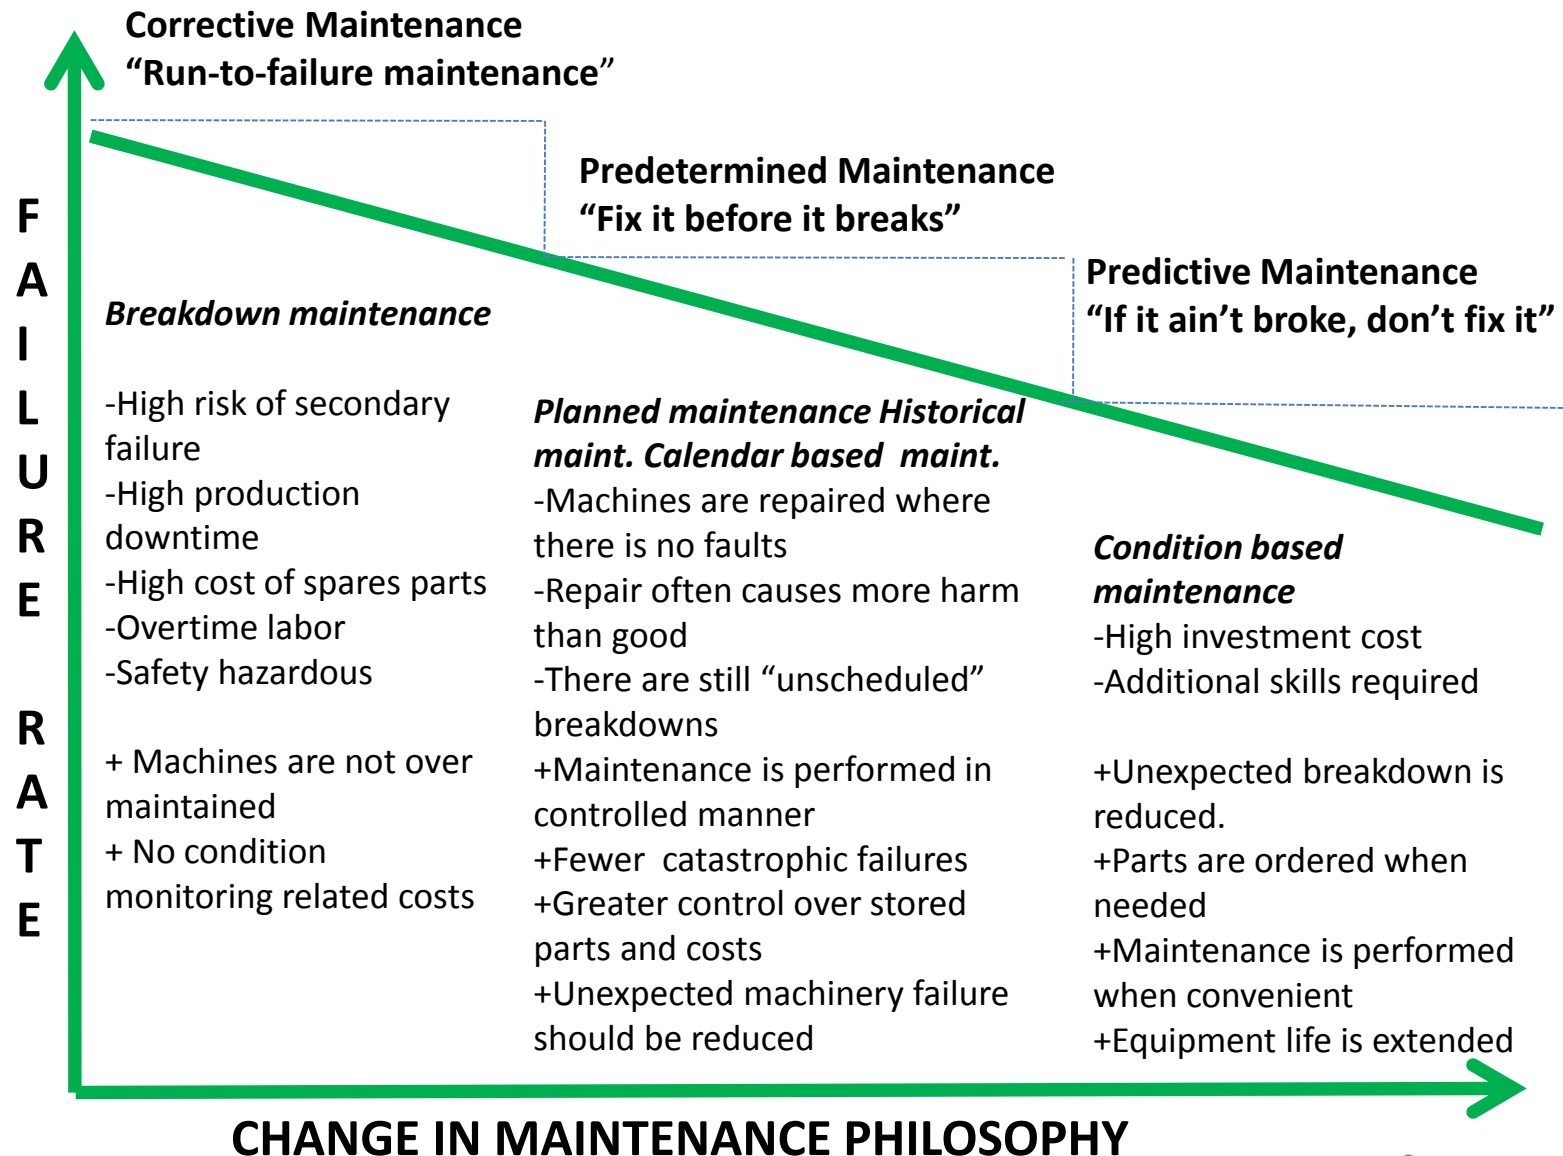 Corrective Maintenance
“Run-to-failure maintenance”
Predetermined Maintenance
“Fix it before it breaks”
Predictive Maintenance
“If it ain’t broke, don’t fix it”
FAILURE RATE
Breakdown maintenance
-High risk of secondary
failure
-High production
downtime
-High cost of spares parts
-Overtime labor
-Safety hazardous
+ Machines are not over
maintained
+ No condition
monitoring related costs
Planned maintenance Historical
maint. Calendar based maint.
-Machines are repaired where
there is no faults
-Repair often causes more harm
than good
-There are still “unscheduled”
breakdowns
+Maintenance is performed in
controlled manner
+Fewer catastrophic failures
+Greater control over stored
parts and costs
+Unexpected machinery failure
should be reduced
Condition based
maintenance
-High investment cost
-Additional skills required
+Unexpected breakdown is
reduced.
+Parts are ordered when
needed
+Maintenance is performed
when convenient
+Equipment life is extended
CHANGE IN MAINTENANCE PHILOSOPHY